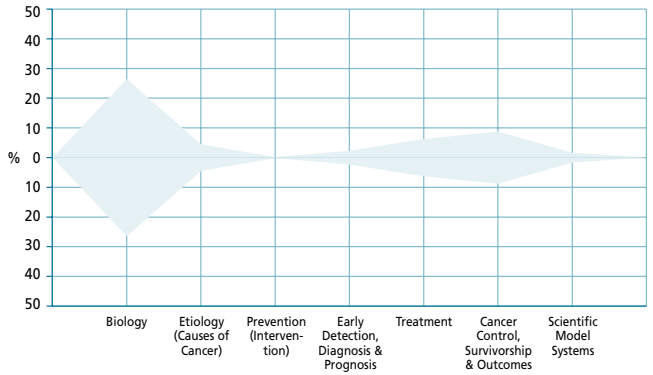 50
40
30
20
10
% 0
10
20
30
40
50
Biology
Etiology
(Causes of
Cancer)
Prevention
(Interven-
tion)
Early
Detection,
Diagnosis &
Prognosis
Treatment
Cancer
Control,
Survivorship
& Outcomes
Scientific
Model
Systems